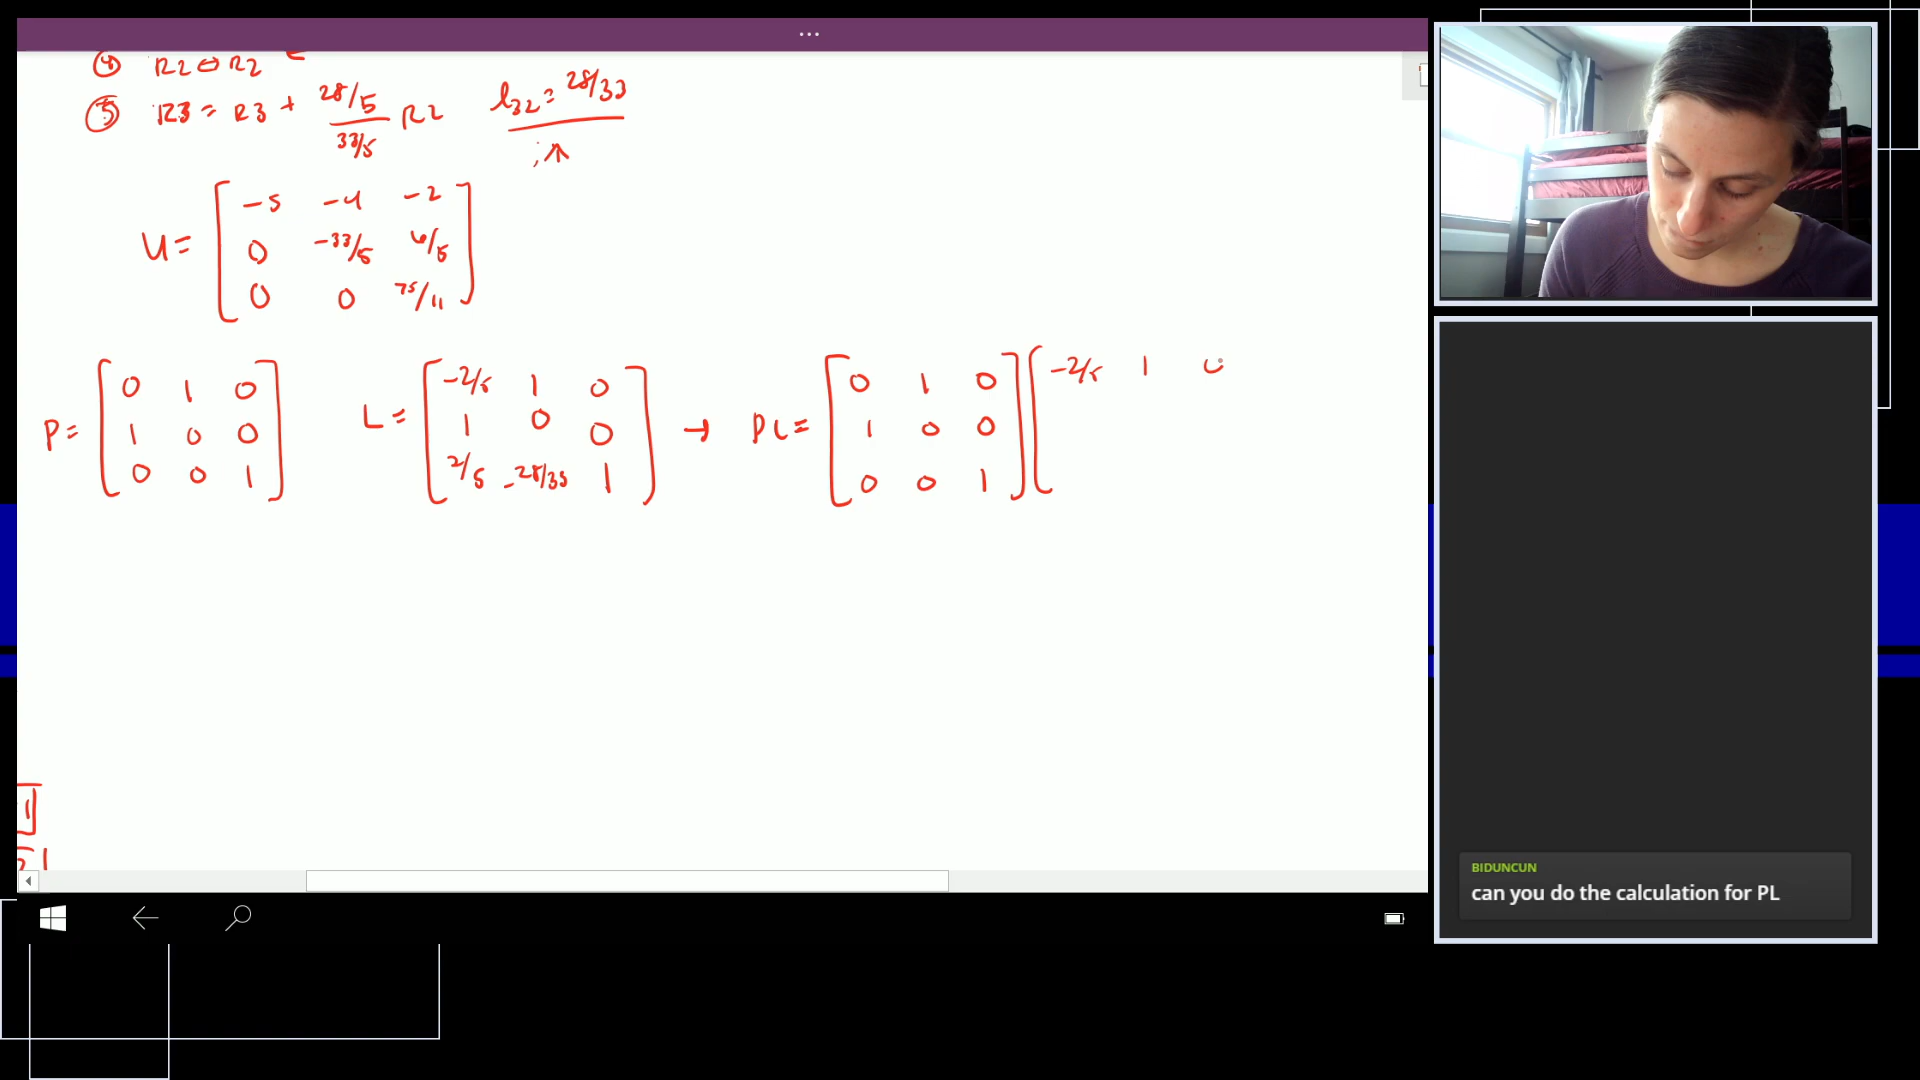 ...
④ R2 ↔ R2
⑤ R3 = R3 + (28/5)/(33/5) R2 l32 = 28/33
U = [ -5 -4 -2
0 -33/5 6/5
0 0 75/11 ]
P = [ 0 1 0
1 0 0
0 0 1 ]
L = [ -2/5 1 0
1 0 0
2/5 -28/33 1 ]
→ PL = [ 0 1 0
1 0 0
0 0 1 ] [ -2/5 1 0
1
BIDUNCUN
can you do the calculation for PL